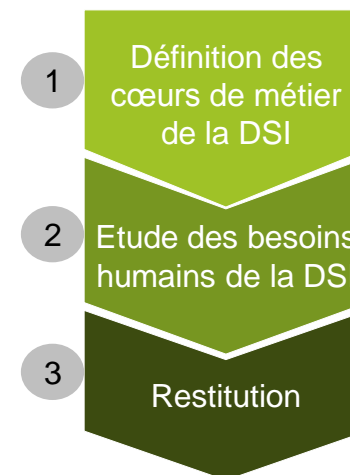 1
Définition des
cœurs de métier
de la DSI
2
Etude des besoins
humains de la DS
3
Restitution